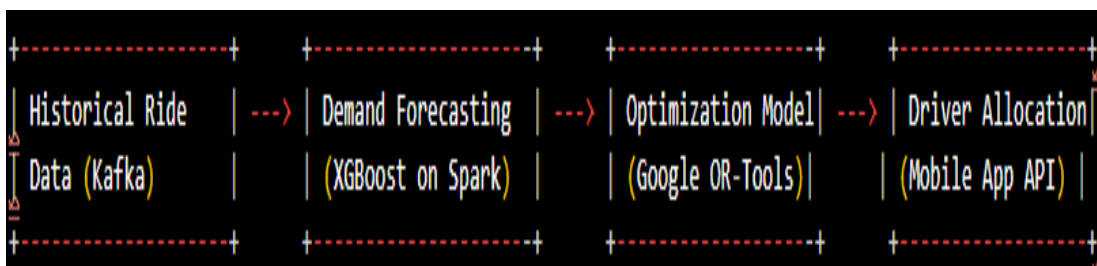 +-------------------+ +--------------------+ +------------------+ +------------------+
| Historical Ride | ---> | Demand Forecasting | ---> | Optimization Model| ---> | Driver Allocation|
| Data (Kafka) | | (XGBoost on Spark) | | (Google OR-Tools)| | (Mobile App API) |
+-------------------+ +--------------------+ +------------------+ +------------------+